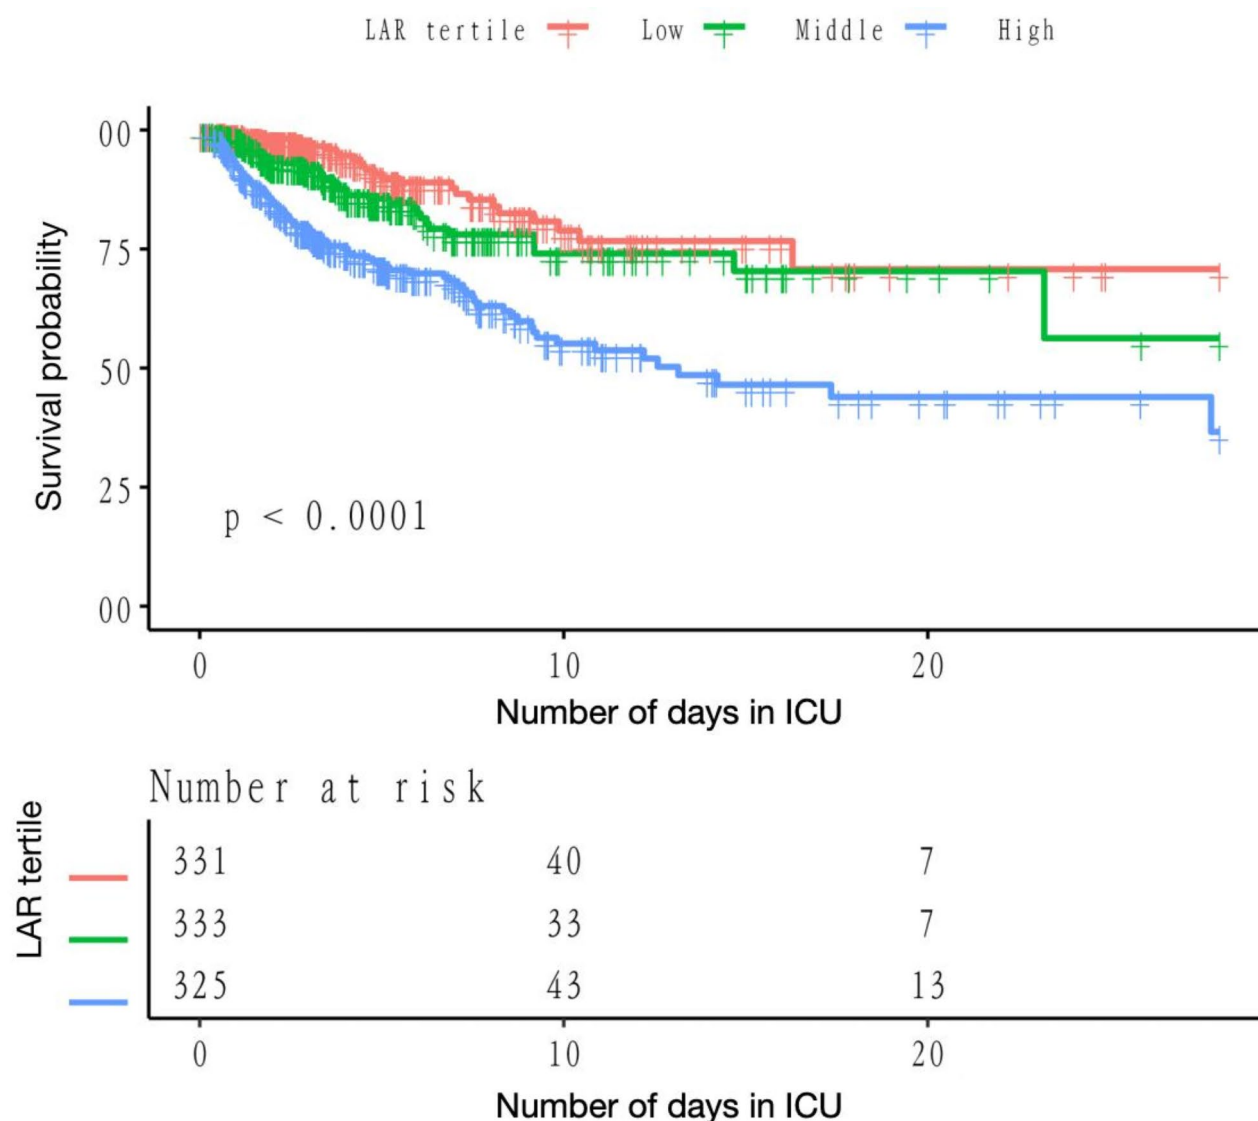 LAR tertile Low Middle High
00
75
50
25
00
Survival probability
p < 0.0001
0 10 20
Number of days in ICU
Number at risk
LAR tertile
331 40 7
333 33 7
325 43 13
0 10 20
Number of days in ICU